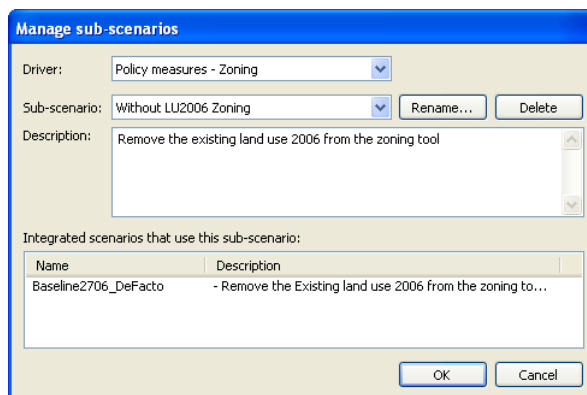 Manage sub-scenarios
Driver: Policy measures - Zoning
Sub-scenario: Without LU2006 Zoning Rename... Delete
Description: Remove the existing land use 2006 from the zoning tool
Integrated scenarios that use this sub-scenario:
Name Description
Baseline2706_DeFacto - Remove the Existing land use 2006 from the zoning to...
OK Cancel